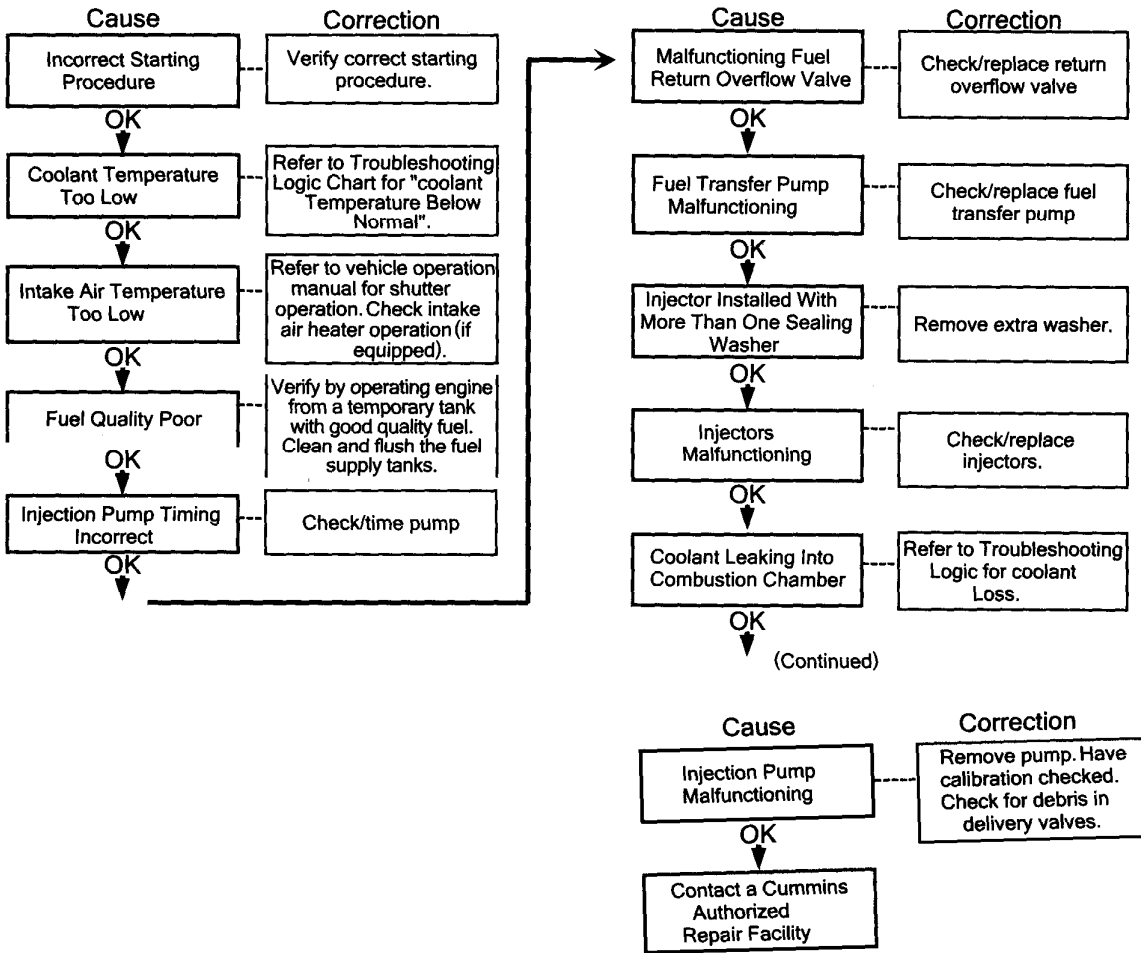 Cause
Correction
Incorrect Starting
Procedure
Verify correct starting
procedure.
OK
Coolant Temperature
Too Low
Refer to Troubleshooting
Logic Chart for "coolant
Temperature Below
Normal".
OK
Intake Air Temperature
Too Low
Refer to vehicle operation
manual for shutter
operation. Check intake
air heater operation (if
equipped).
OK
Fuel Quality Poor
Verify by operating engine
from a temporary tank
with good quality fuel.
Clean and flush the fuel
supply tanks.
OK
Injection Pump Timing
Incorrect
Check/time pump
OK
Cause
Correction
Malfunctioning Fuel
Return Overflow Valve
Check/replace return
overflow valve
OK
Fuel Transfer Pump
Malfunctioning
Check/replace fuel
transfer pump
OK
Injector Installed With
More Than One Sealing
Washer
Remove extra washer.
OK
Injectors
Malfunctioning
Check/replace
injectors.
OK
Coolant Leaking Into
Combustion Chamber
Refer to Troubleshooting
Logic for coolant
Loss.
OK
(Continued)
Cause
Correction
Injection Pump
Malfunctioning
Remove pump. Have
calibration checked.
Check for debris in
delivery valves.
OK
Contact a Cummins
Authorized
Repair Facility